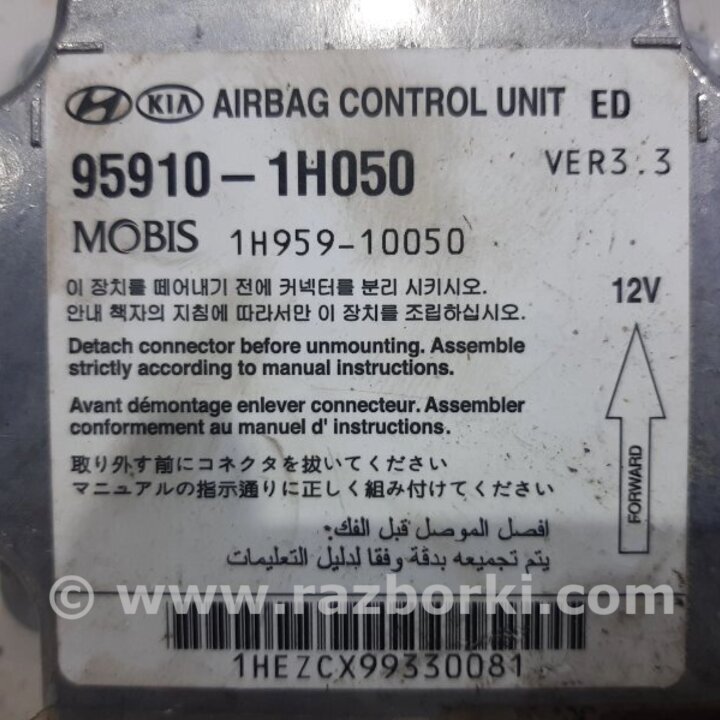 HYUNDAI KIA AIRBAG CONTROL UNIT ED
95910-1H050 VER3.3
MOBIS 1H959-10050
이 장치를 떼어내기 전에 커넥터를 분리 시키시오. 12V
안내 책자의 지침에 따라서만 이 장치를 조립하십시오.
Detach connector before unmounting. Assemble
strictly according to manual instructions.
Avant démontage enlever connecteur. Assembler
conformement au manuel d' instructions.
FORWARD
取り外す前にコネクタを抜いてください
マニュアルの指示通りに正しく組み付けてください
افصل الموصل قبل الفك:
يتم تجميعه بدقة وفقا لدليل التعليمات
© www.razborki.com
1HEZCX99330081